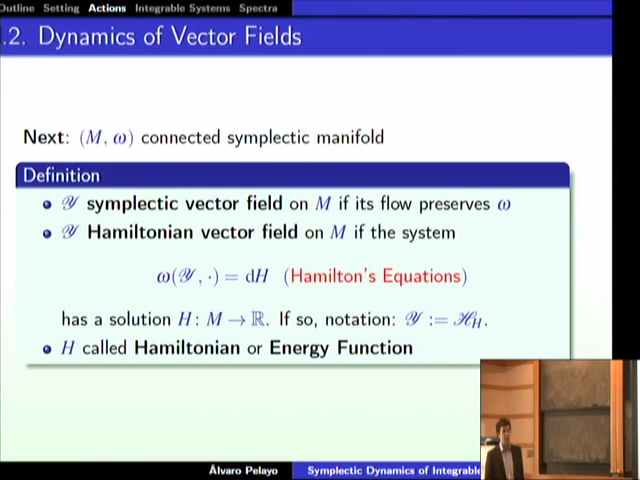 Outline Setting Actions Integrable Systems Spectra
.2. Dynamics of Vector Fields
Next: (M, ω) connected symplectic manifold
Definition
• 𝒴 symplectic vector field on M if its flow preserves ω
• 𝒴 Hamiltonian vector field on M if the system
ω(𝒴, ·) = dH (Hamilton's Equations)
has a solution H: M → ℝ. If so, notation: 𝒴 := ℋ_H.
• H called Hamiltonian or Energy Function
Álvaro Pelayo Symplectic Dynamics of Integrable